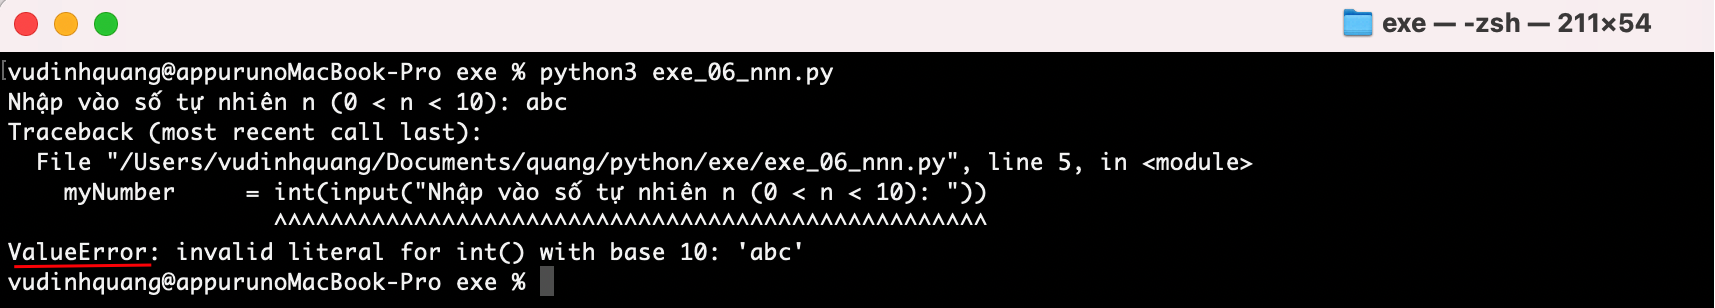 exe — -zsh — 211×54
vudinhquang@appurunoMacBook-Pro exe % python3 exe_06_nnn.py
Nhập vào số tự nhiên n (0 < n < 10): abc
Traceback (most recent call last):
  File "/Users/vudinhquang/Documents/quang/python/exe/exe_06_nnn.py", line 5, in <module>
    myNumber     = int(input("Nhập vào số tự nhiên n (0 < n < 10): "))
                   ^^^^^^^^^^^^^^^^^^^^^^^^^^^^^^^^^^^^^^^^^^^^^^^^^^^
ValueError: invalid literal for int() with base 10: 'abc'
vudinhquang@appurunoMacBook-Pro exe %